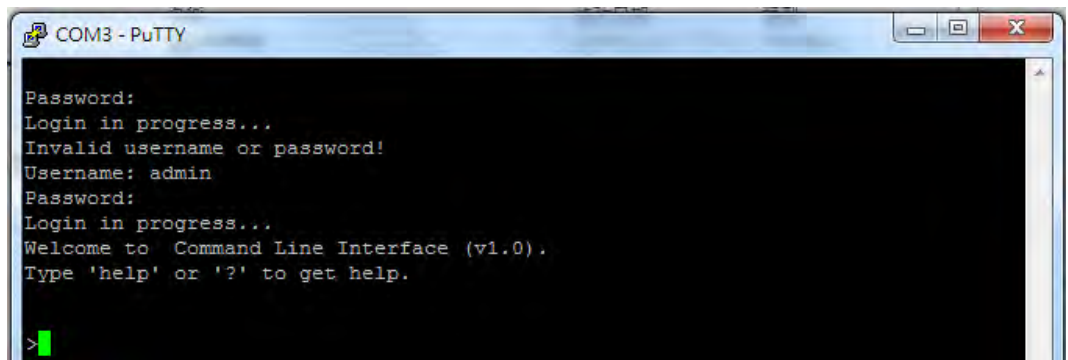 COM3 - PuTTY
Password:
Login in progress...
Invalid username or password!
Username: admin
Password:
Login in progress...
Welcome to  Command Line Interface (v1.0).
Type 'help' or '?' to get help.
>